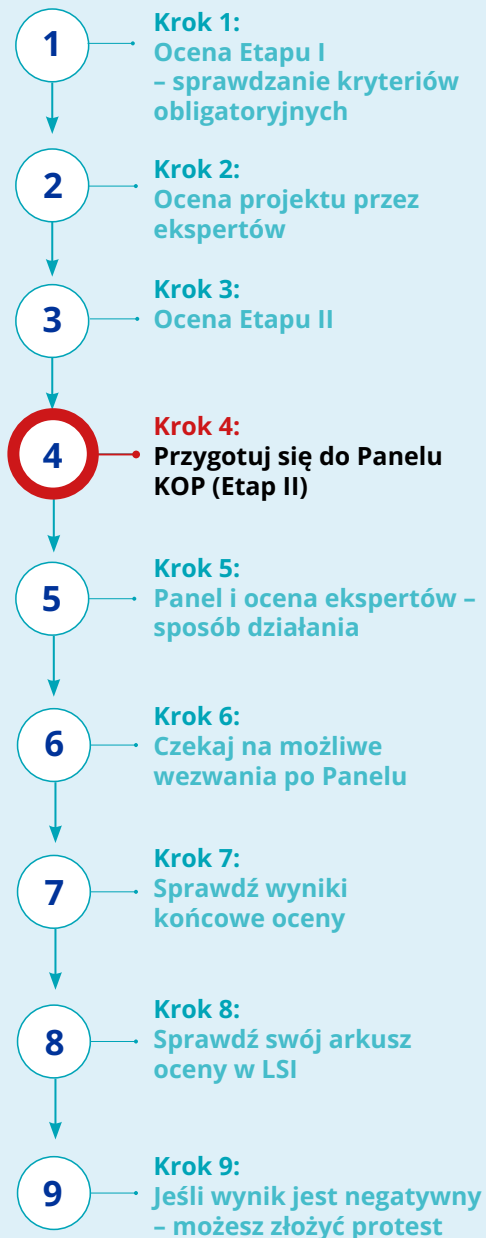 1
Krok 1:
Ocena Etapu I
– sprawdzanie kryteriów
obligatoryjnych
2
Krok 2:
Ocena projektu przez
ekspertów
3
Krok 3:
Ocena Etapu II
4
Krok 4:
Przygotuj się do Panelu
KOP (Etap II)
5
Krok 5:
Panel i ocena ekspertów –
sposób działania
6
Krok 6:
Czekaj na możliwe
wezwania po Panelu
7
Krok 7:
Sprawdź wyniki
końcowe oceny
8
Krok 8:
Sprawdź swój arkusz
oceny w LSI
9
Krok 9:
Jeśli wynik jest negatywny
– możesz złożyć protest